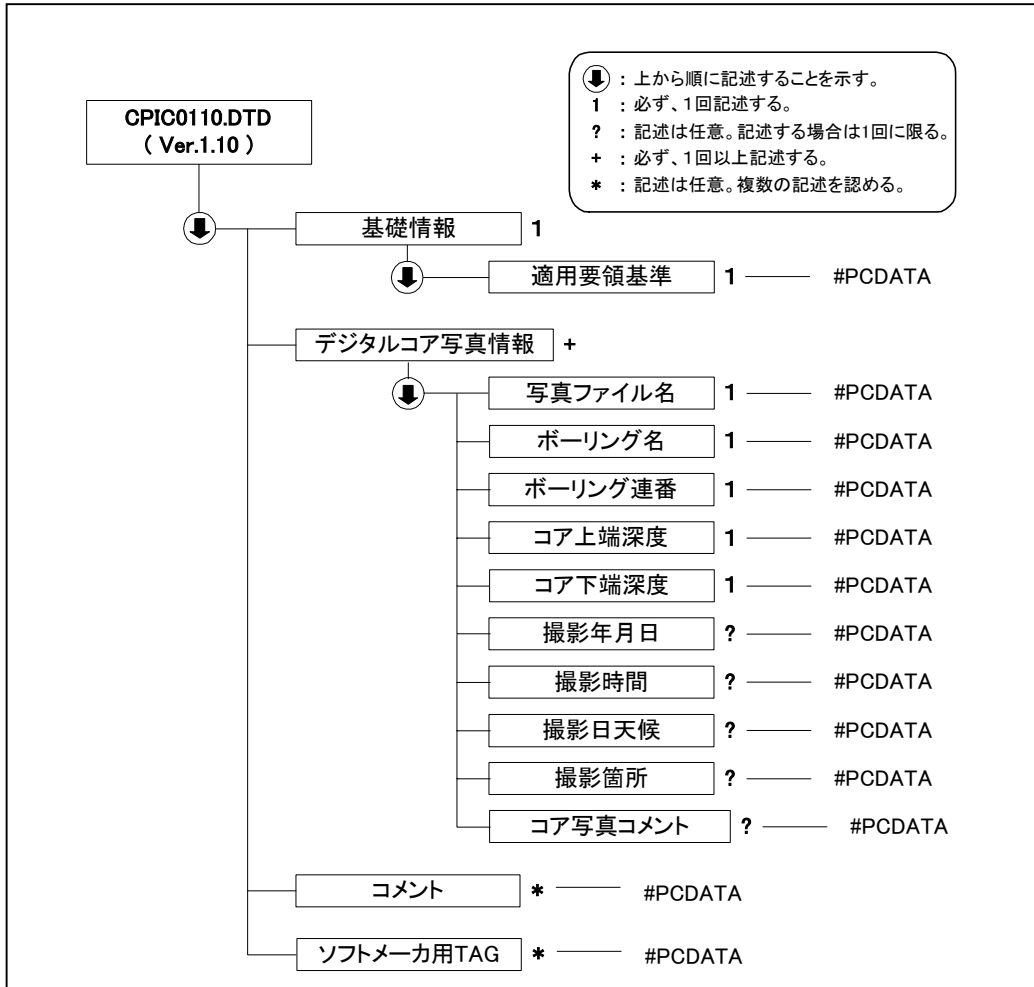 CPIC0110.DTD
( Ver.1.10 )
： 上から順に記述することを示す。
1 ： 必ず、1回記述する。
? ： 記述は任意。記述する場合は1回に限る。
+ ： 必ず、1回以上記述する。
* ： 記述は任意。複数の記述を認める。
基礎情報 1
適用要領基準 1 #PCDATA
デジタルコア写真情報 +
写真ファイル名 1 #PCDATA
ボーリング名 1 #PCDATA
ボーリング連番 1 #PCDATA
コア上端深度 1 #PCDATA
コア下端深度 1 #PCDATA
撮影年月日 ? #PCDATA
撮影時間 ? #PCDATA
撮影日天候 ? #PCDATA
撮影箇所 ? #PCDATA
コア写真コメント ? #PCDATA
コメント * #PCDATA
ソフトメーカ用TAG * #PCDATA